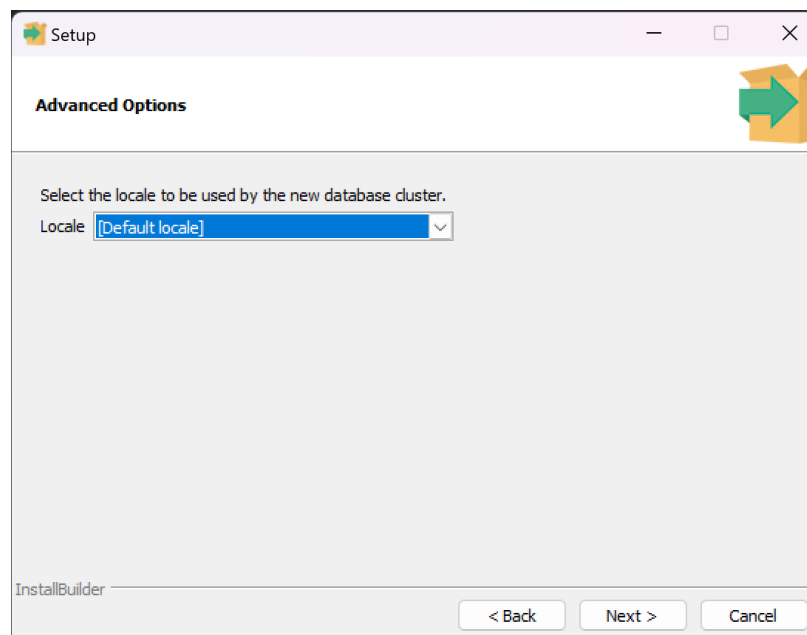 Setup
Advanced Options
Select the locale to be used by the new database cluster.
Locale [Default locale]
InstallBuilder
< Back Next > Cancel